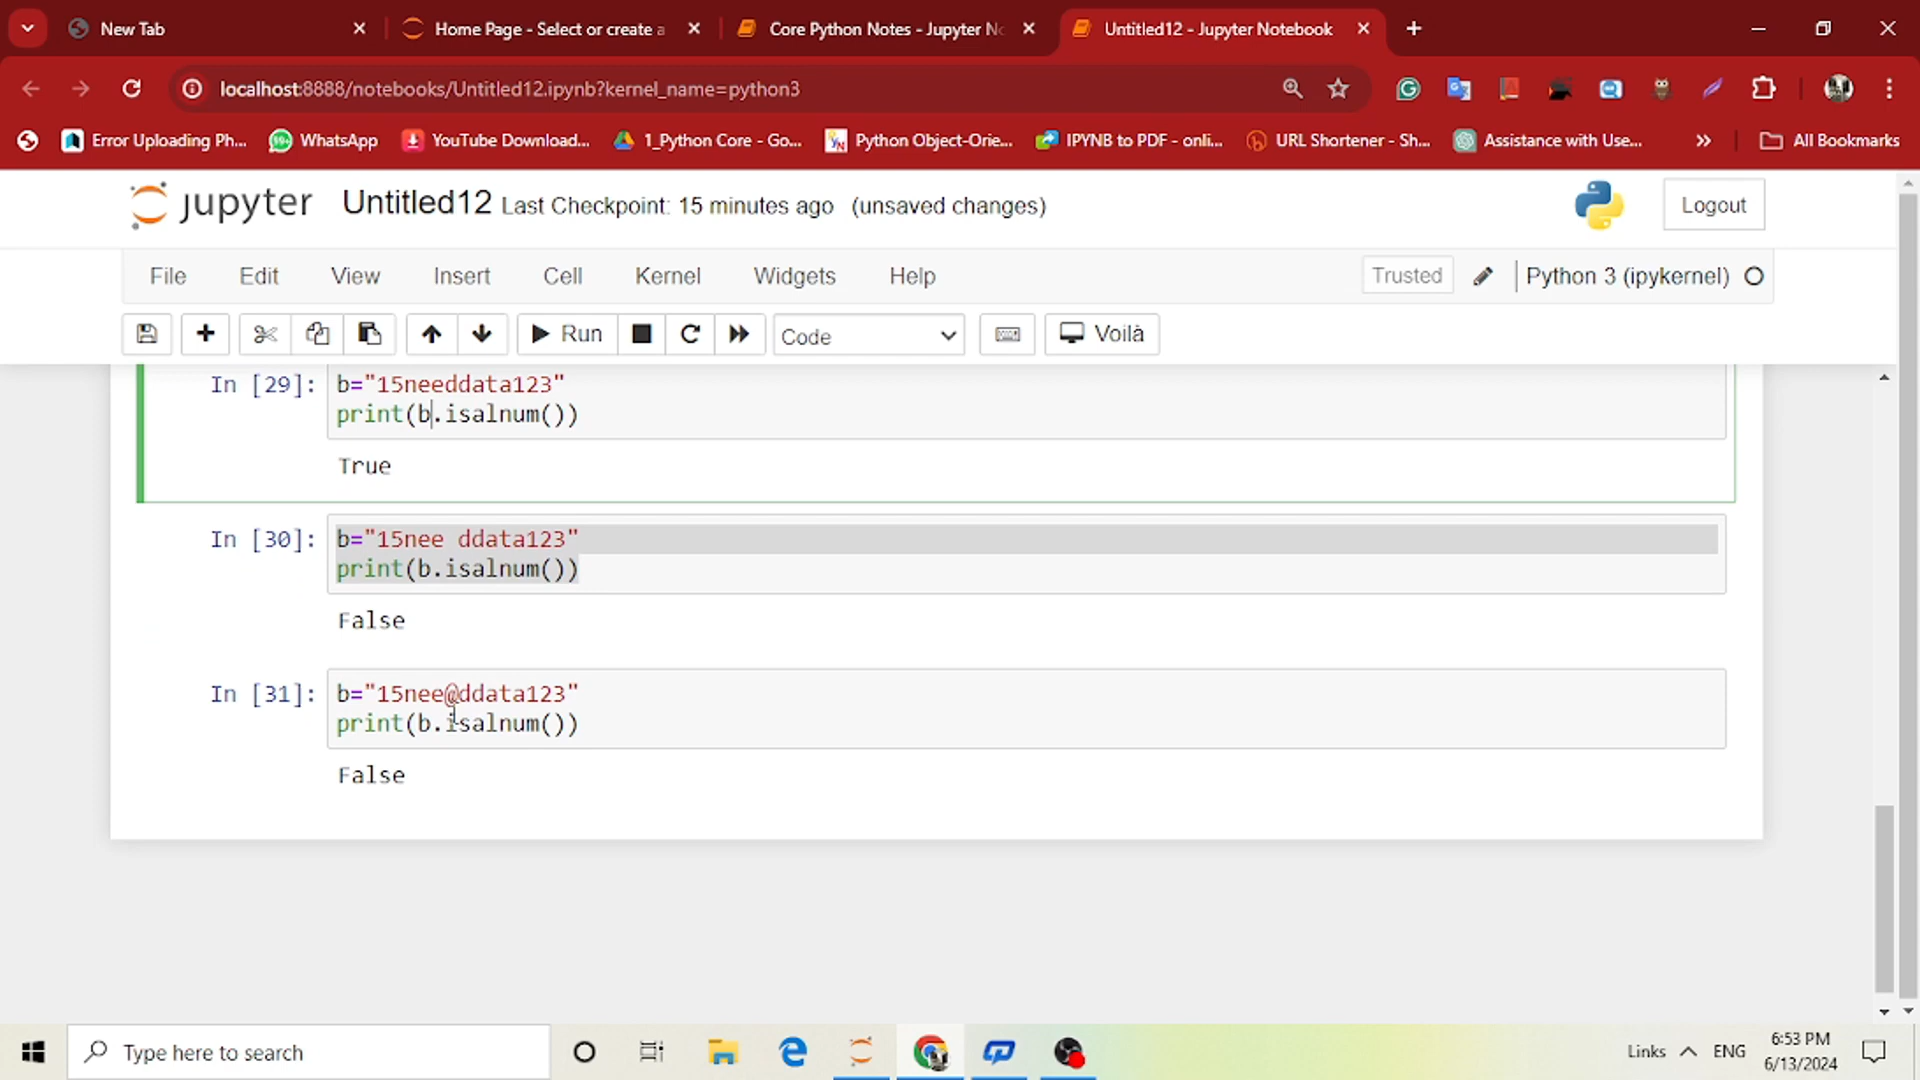 New Tab
Home Page - Select or create a
Core Python Notes - Jupyter No
Untitled12 - Jupyter Notebook
localhost:8888/notebooks/Untitled12.ipynb?kernel_name=python3
Error Uploading Ph...
WhatsApp
YouTube Download...
1_Python Core - Go...
Python Object-Orie...
IPYNB to PDF - onli...
URL Shortener - Sh...
Assistance with Use...
All Bookmarks
jupyter Untitled12 Last Checkpoint: 15 minutes ago (unsaved changes)
Logout
File Edit View Insert Cell Kernel Widgets Help
Trusted
Python 3 (ipykernel)
Run
Code
Voilà
In [29]: b="15needdata123"
print(b.isalnum())
True
In [30]: b="15nee ddata123"
print(b.isalnum())
False
In [31]: b="15nee@ddata123"
print(b.isalnum())
False
Type here to search
Links
ENG
6:53 PM
6/13/2024